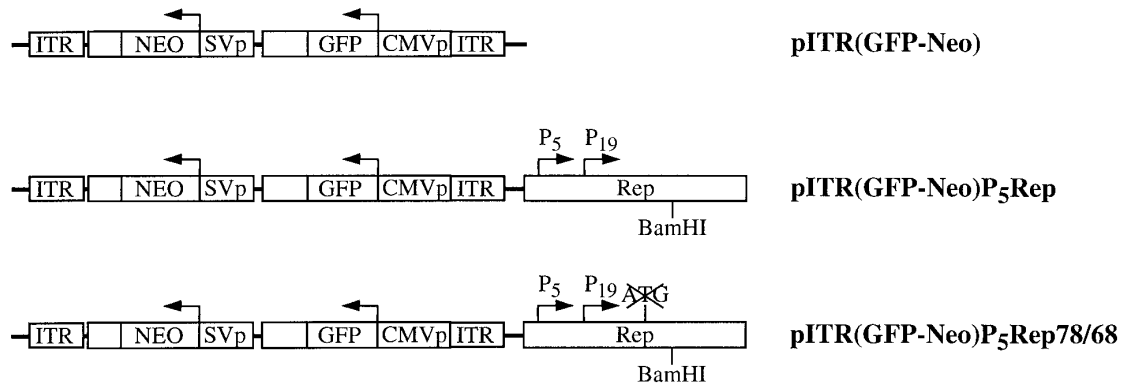 ITR NEO SVp GFP CMVp ITR pITR(GFP-Neo)
P5 P19
ITR NEO SVp GFP CMVp ITR Rep pITR(GFP-Neo)P5Rep
BamHI
P5 P19 ATG
ITR NEO SVp GFP CMVp ITR Rep pITR(GFP-Neo)P5Rep78/68
BamHI